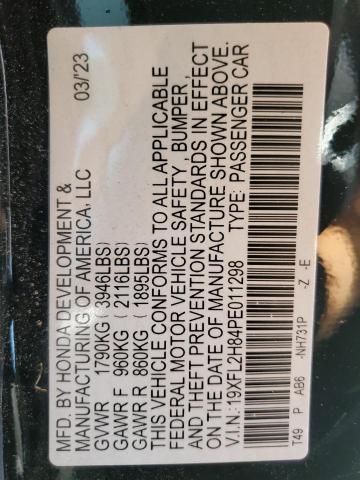 MFD. BY HONDA DEVELOPMENT & 03/'23
MANUFACTURING OF AMERICA, LLC
GVWR 1790KG (3946LBS)
GAWR F 960KG (2116LBS)
GAWR R 860KG (1895LBS)
THIS VEHICLE CONFORMS TO ALL APPLICABLE
FEDERAL MOTOR VEHICLE SAFETY, BUMPER,
AND THEFT PREVENTION STANDARDS IN EFFECT
ON THE DATE OF MANUFACTURE SHOWN ABOVE.
V.I.N.:19XFL2H84PE011298 TYPE: PASSENGER CAR
T49 P AB6 -NH731P -Z -E